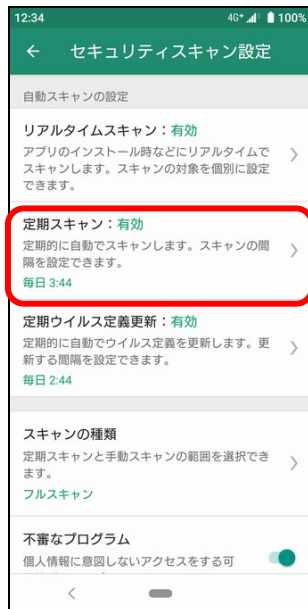 12:34 4G+ 100%
← セキュリティスキャン設定
自動スキャンの設定
リアルタイムスキャン：有効
アプリのインストール時などにリアルタイムで
スキャンします。スキャンの対象を個別に設定
できます。
定期スキャン：有効
定期的に自動でスキャンします。スキャンの間
隔を設定できます。
毎日 3:44
定期ウイルス定義更新：有効
定期的に自動でウイルス定義を更新します。更
新する間隔を設定できます。
毎日 2:44
スキャンの種類
定期スキャンと手動スキャンの範囲を選択でき
ます。
フルスキャン
不審なプログラム
個人情報に意図しないアクセスをする可